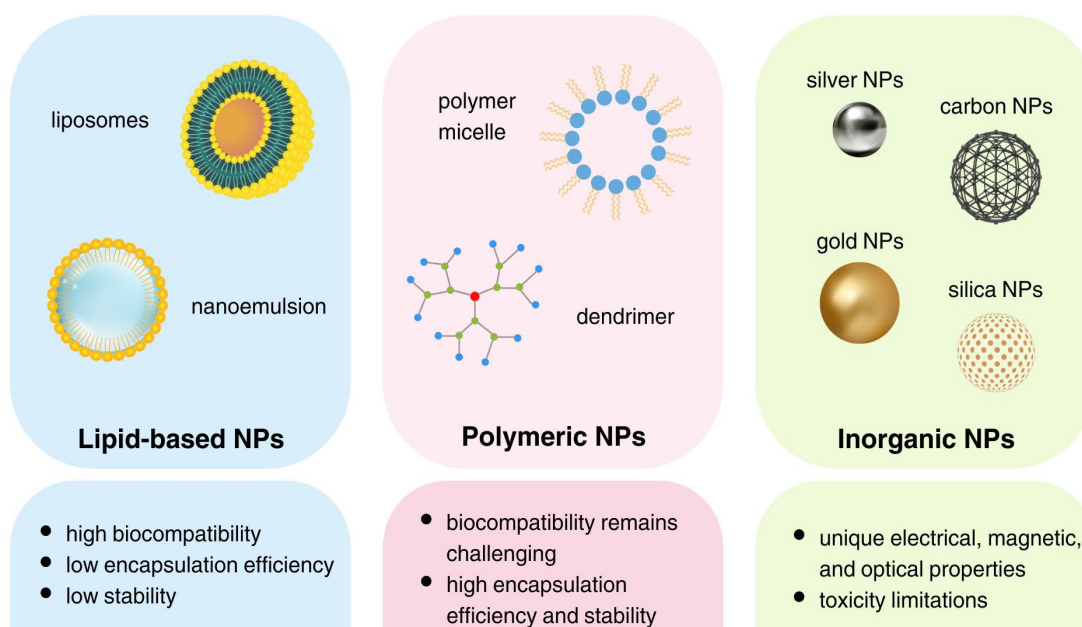 liposomes
nanoemulsion
Lipid-based NPs
● high biocompatibility
● low encapsulation efficiency
● low stability
polymer
micelle
dendrimer
Polymeric NPs
● biocompatibility remains
challenging
● high encapsulation
efficiency and stability
silver NPs
carbon NPs
gold NPs
silica NPs
Inorganic NPs
● unique electrical, magnetic,
and optical properties
● toxicity limitations